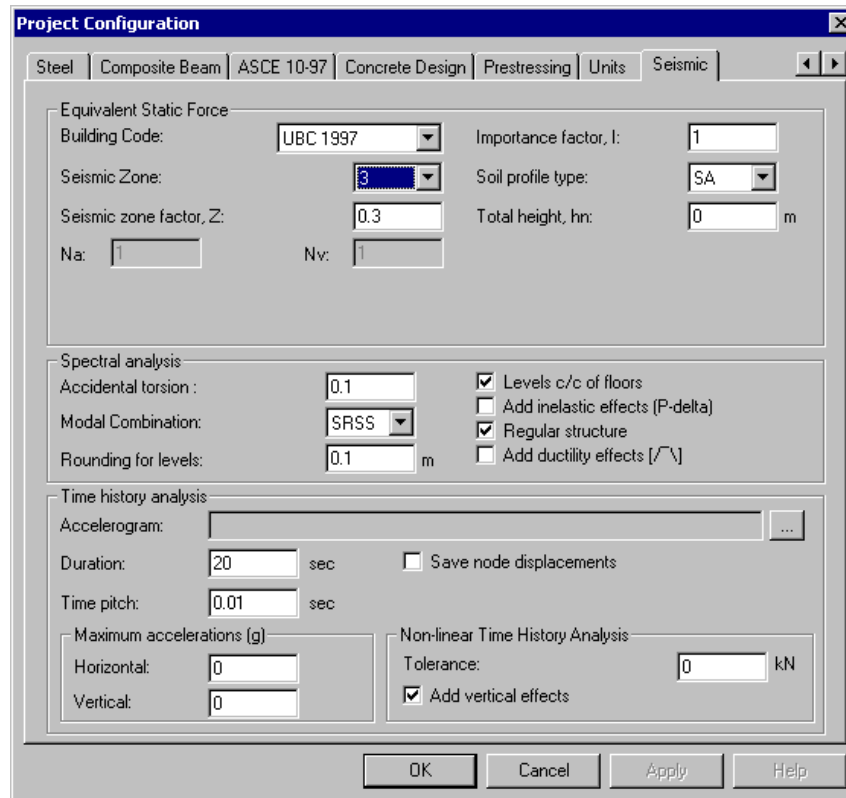 Project Configuration
Steel Composite Beam ASCE 10-97 Concrete Design Prestressing Units Seismic
Equivalent Static Force
Building Code: UBC 1997 Importance factor, I: 1
Seismic Zone: 3 Soil profile type: SA
Seismic zone factor, Z: 0.3 Total height, hn: 0 m
Na: 1 Nv: 1
Spectral analysis
Accidental torsion : 0.1 Levels c/c of floors
Add inelastic effects (P-delta)
Modal Combination: SRSS Regular structure
Rounding for levels: 0.1 m Add ductility effects [/¯\]
Time history analysis
Accelerogram: ...
Duration: 20 sec Save node displacements
Time pitch: 0.01 sec
Maximum accelerations (g) Non-linear Time History Analysis
Horizontal: 0 Tolerance: 0 kN
Vertical: 0 Add vertical effects
OK Cancel Apply Help